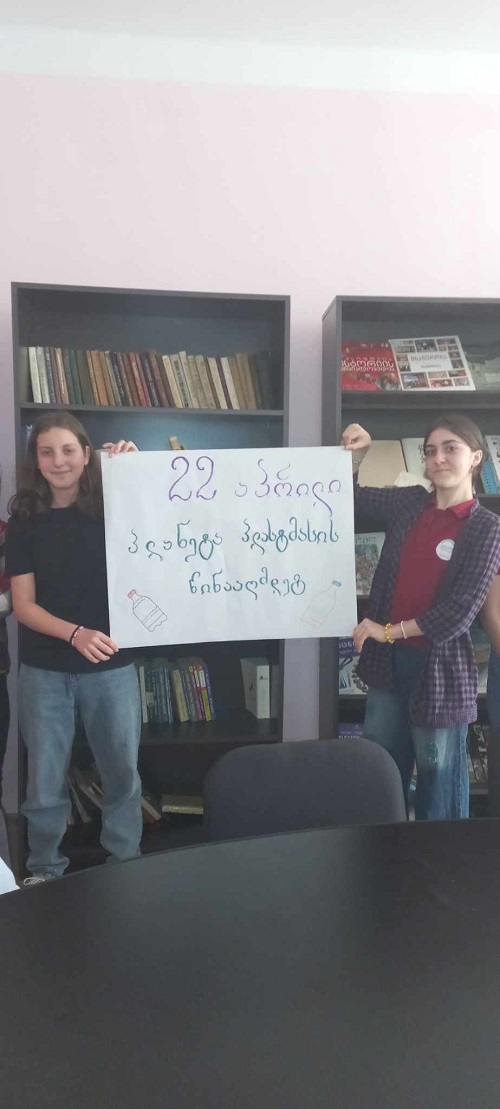 22 აპრილი
პლანეტა პლასტმასის
წინააღმდეგ